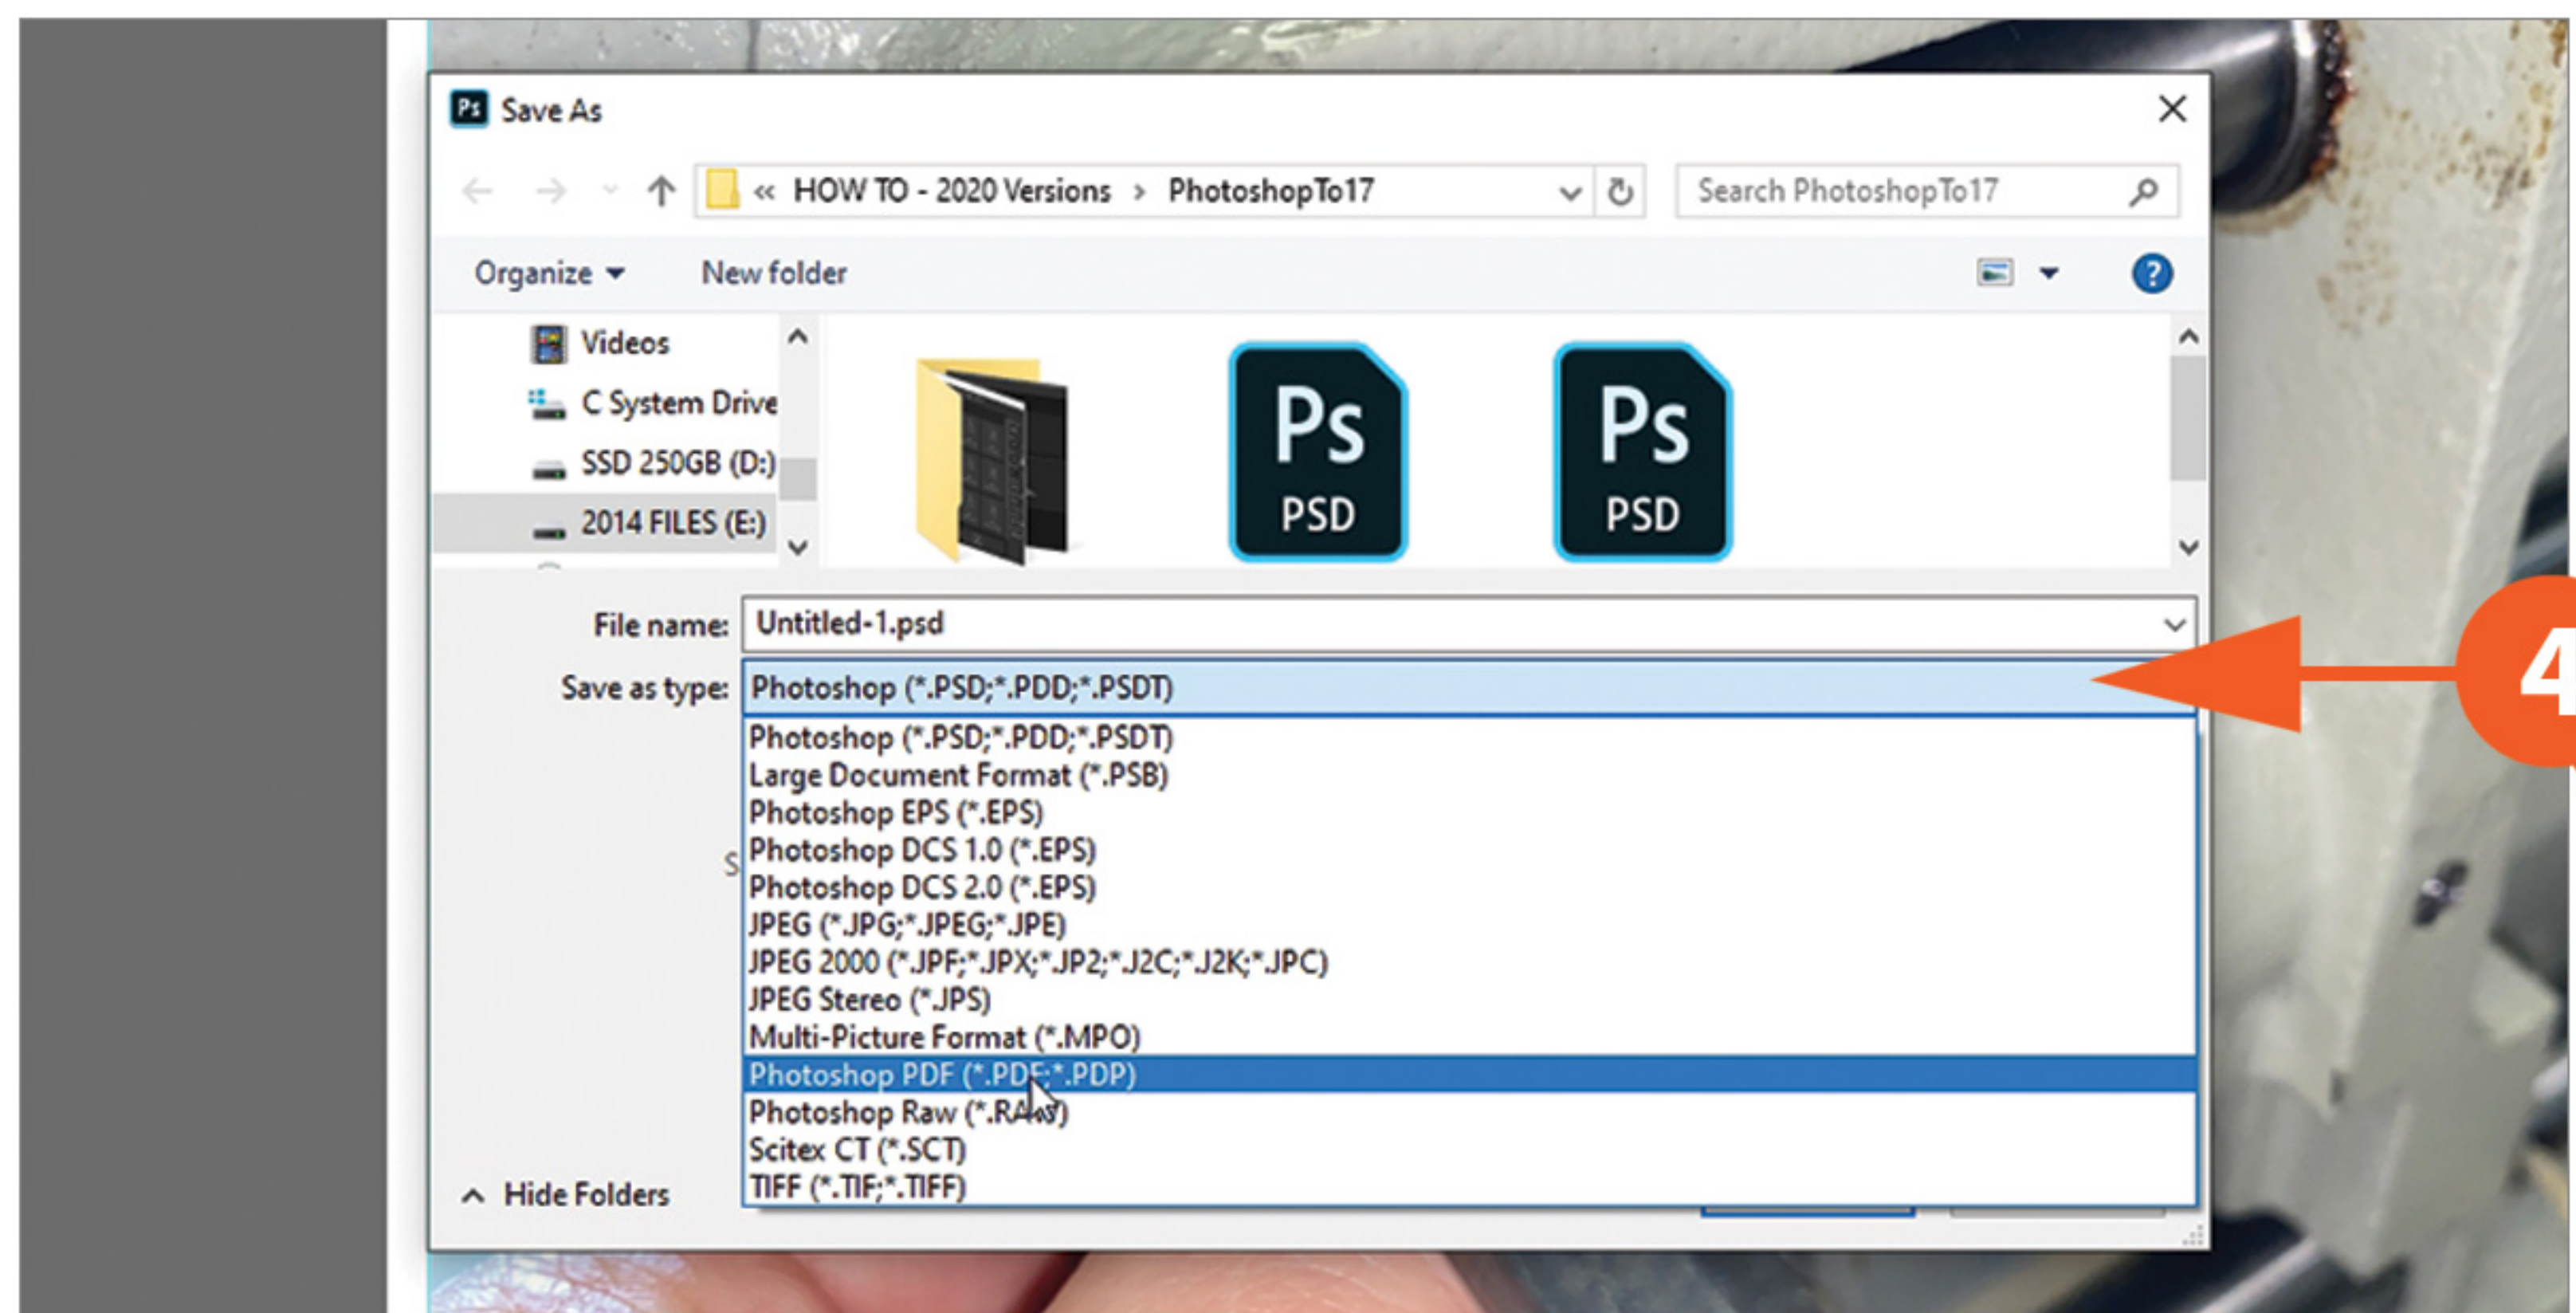 Ps Save As
« HOW TO - 2020 Versions > PhotoshopTo17
Search PhotoshopTo17
Organize New folder
Videos
C System Drive
SSD 250GB (D:)
2014 FILES (E:)
Ps
PSD
Ps
PSD
File name: Untitled-1.psd
Save as type: Photoshop (*.PSD;*.PDD;*.PSDT)
4
Photoshop (*.PSD;*.PDD;*.PSDT)
Large Document Format (*.PSB)
Photoshop EPS (*.EPS)
Photoshop DCS 1.0 (*.EPS)
S
Photoshop DCS 2.0 (*.EPS)
JPEG (*.JPG;*.JPEG;*.JPE)
JPEG 2000 (*.JPF;*.JPX;*.JP2;*.J2C;*.J2K;*.JPC)
JPEG Stereo (*.JPS)
Multi-Picture Format (*.MPO)
Photoshop PDF (*.PDF;*.PDP)
Photoshop Raw (*.RAW)
Scitex CT (*.SCT)
TIFF (*.TIF;*.TIFF)
Hide Folders